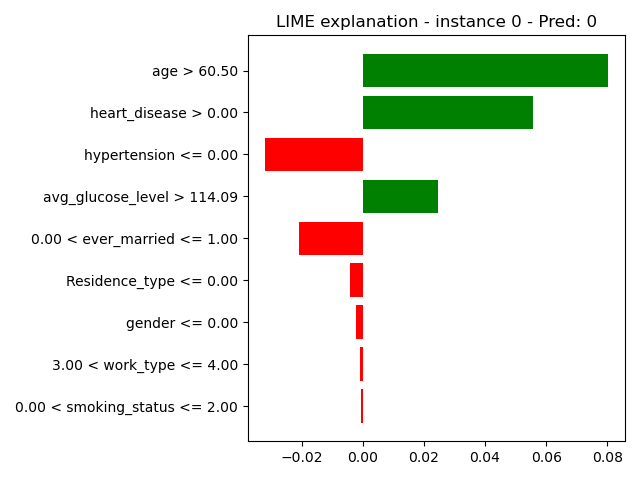 LIME explanation - instance 0 - Pred: 0
age > 60.50
heart_disease > 0.00
hypertension <= 0.00
avg_glucose_level > 114.09
0.00 < ever_married <= 1.00
Residence_type <= 0.00
gender <= 0.00
3.00 < work_type <= 4.00
0.00 < smoking_status <= 2.00
−0.02 0.00 0.02 0.04 0.06 0.08